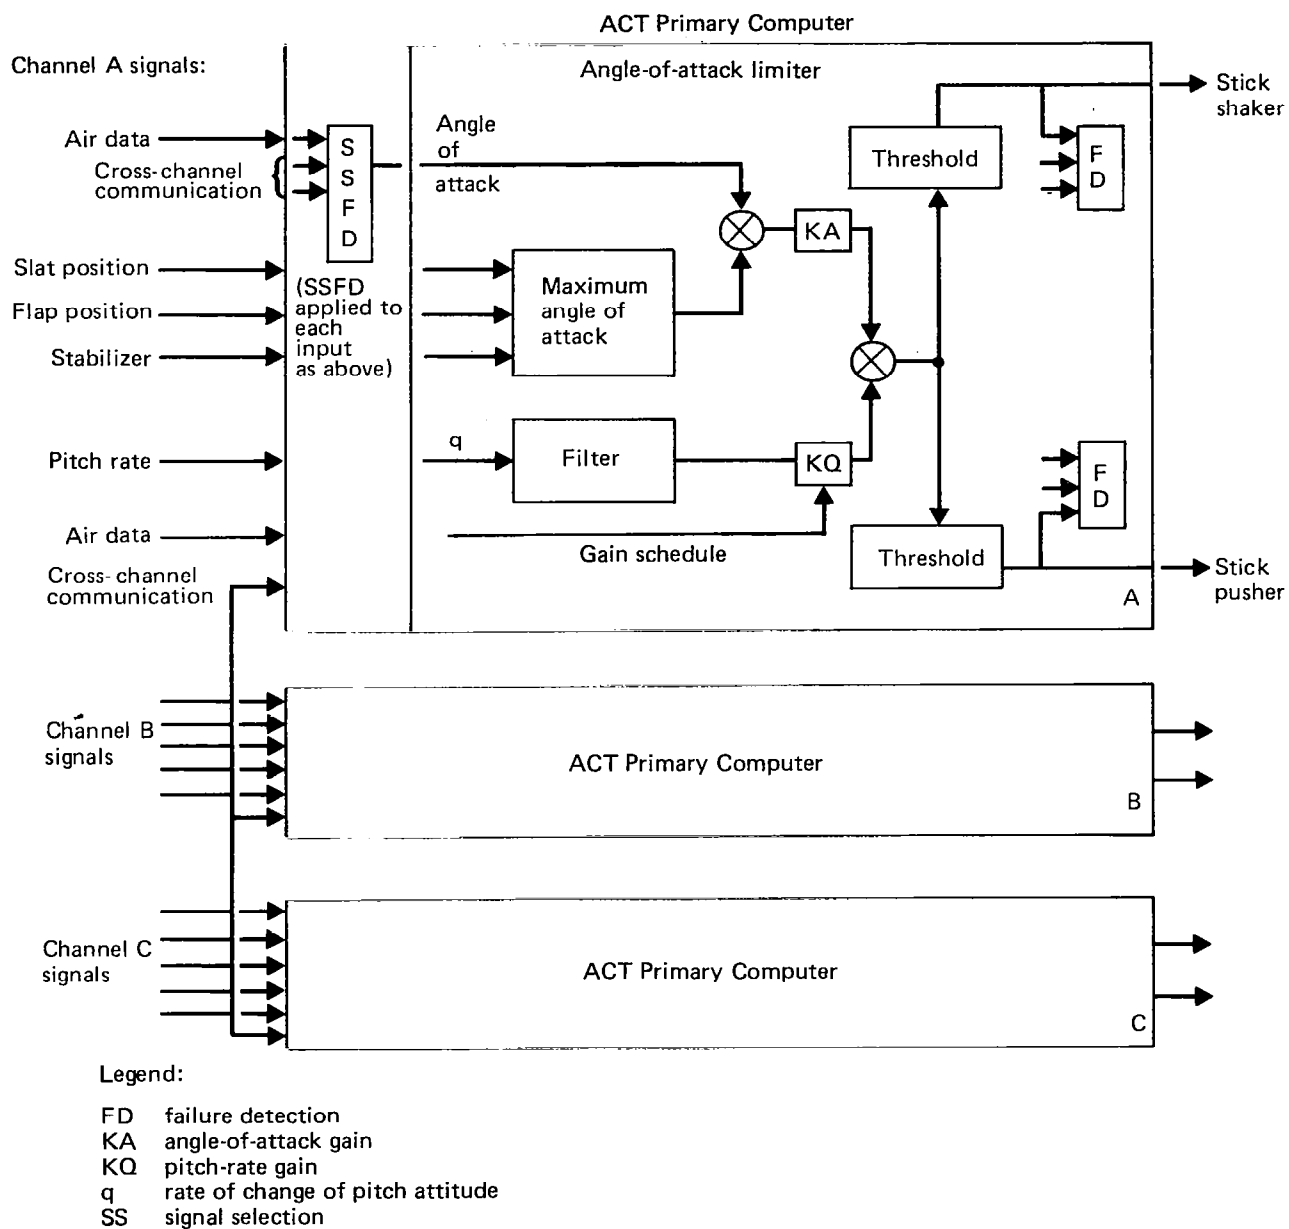 ACT Primary Computer
Channel A signals:
Angle-of-attack limiter
Stick
shaker
Air data
Cross-channel
communication
S
S
F
D
Angle
of
attack
Threshold
F
D
KA
Slat position
Flap position
Stabilizer
(SSFD
applied to
each
input
as above)
Maximum
angle of
attack
Pitch rate
q
Filter
KQ
F
D
Air data
Gain schedule
Threshold
Stick
pusher
Cross-channel
communication
A
Channel B
signals
ACT Primary Computer
B
Channel C
signals
ACT Primary Computer
C
Legend:
FD failure detection
KA angle-of-attack gain
KQ pitch-rate gain
q rate of change of pitch attitude
SS signal selection